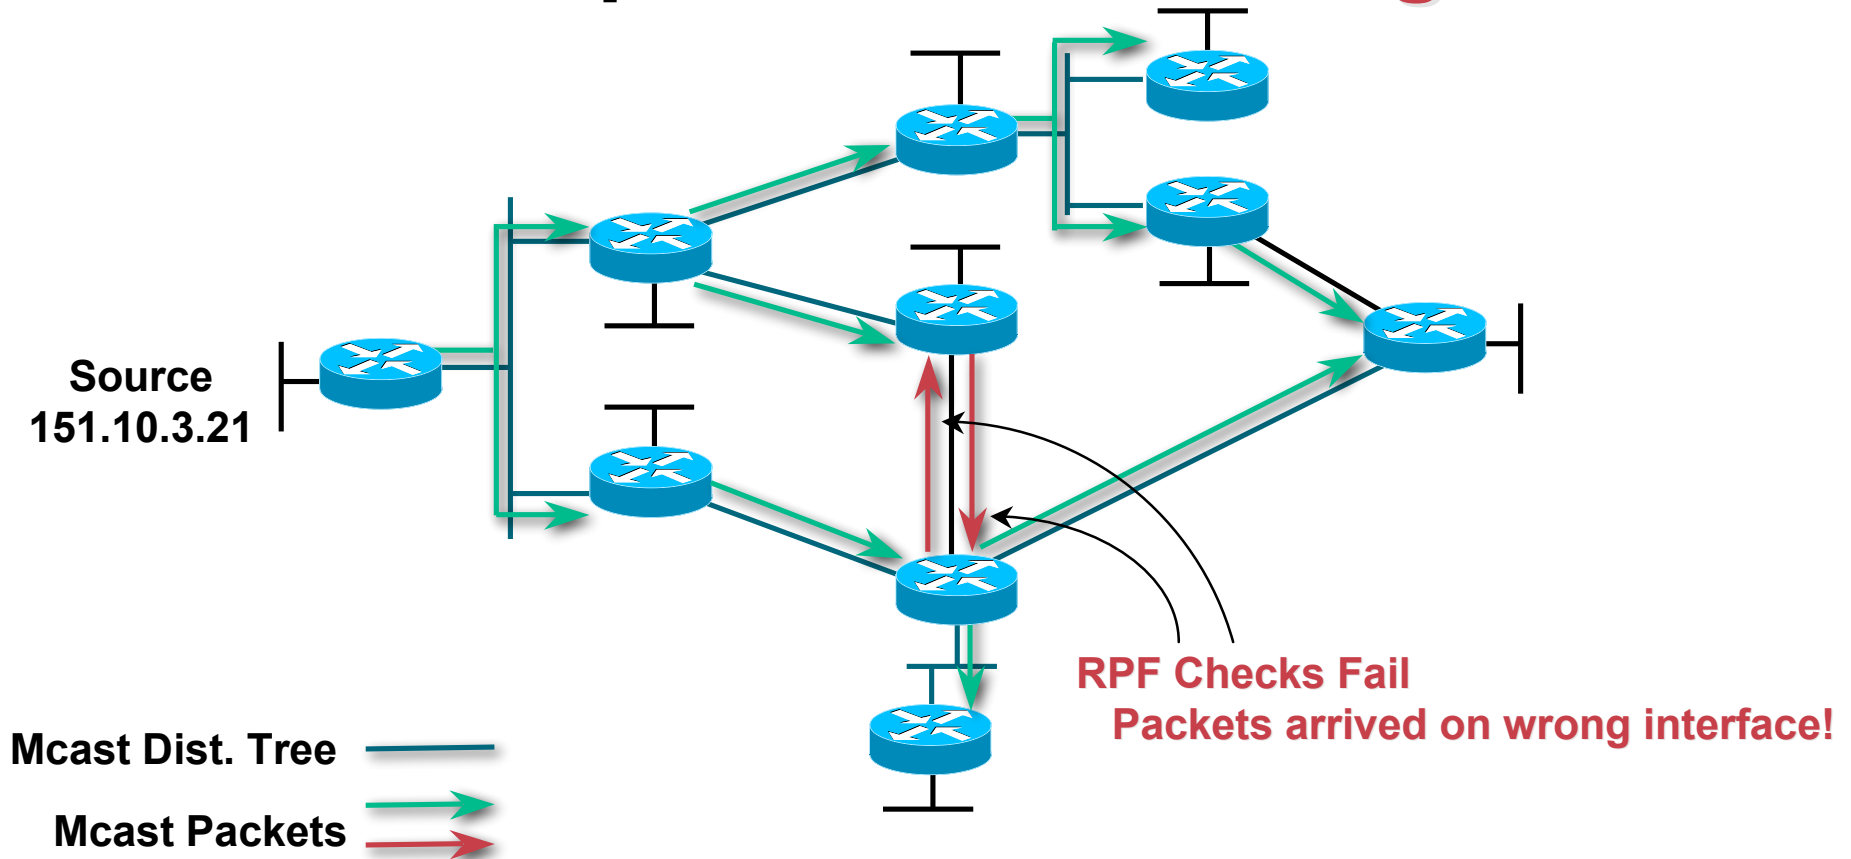 Source
151.10.3.21
RPF Checks Fail
Packets arrived on wrong interface!
Mcast Dist. Tree
Mcast Packets